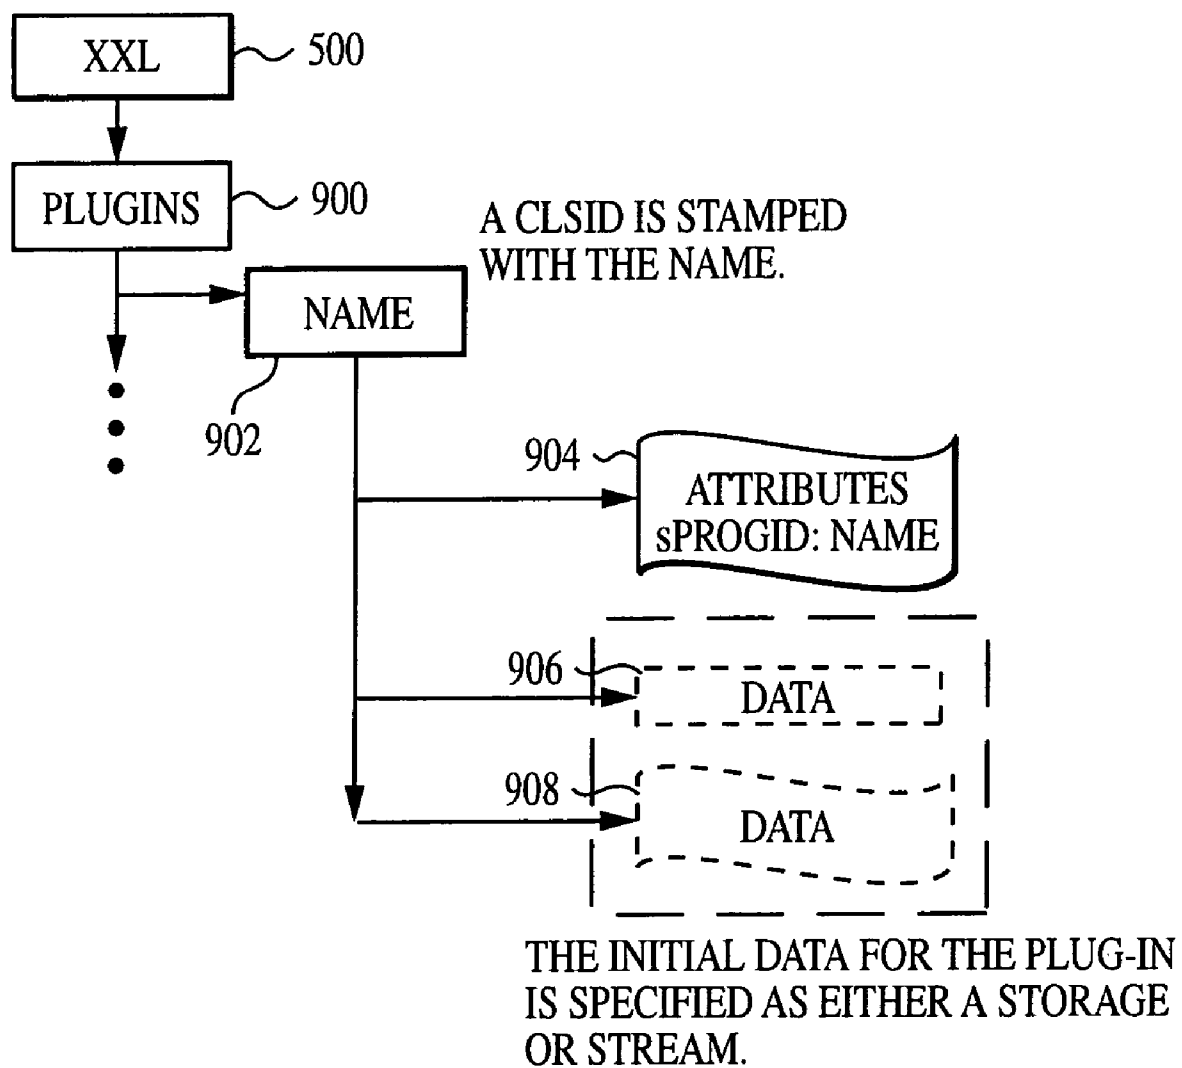 XXL
500
PLUGINS
900
A CLSID IS STAMPED
WITH THE NAME.
NAME
902
904
ATTRIBUTES
sPROGID: NAME
906
DATA
908
DATA
THE INITIAL DATA FOR THE PLUG-IN
IS SPECIFIED AS EITHER A STORAGE
OR STREAM.